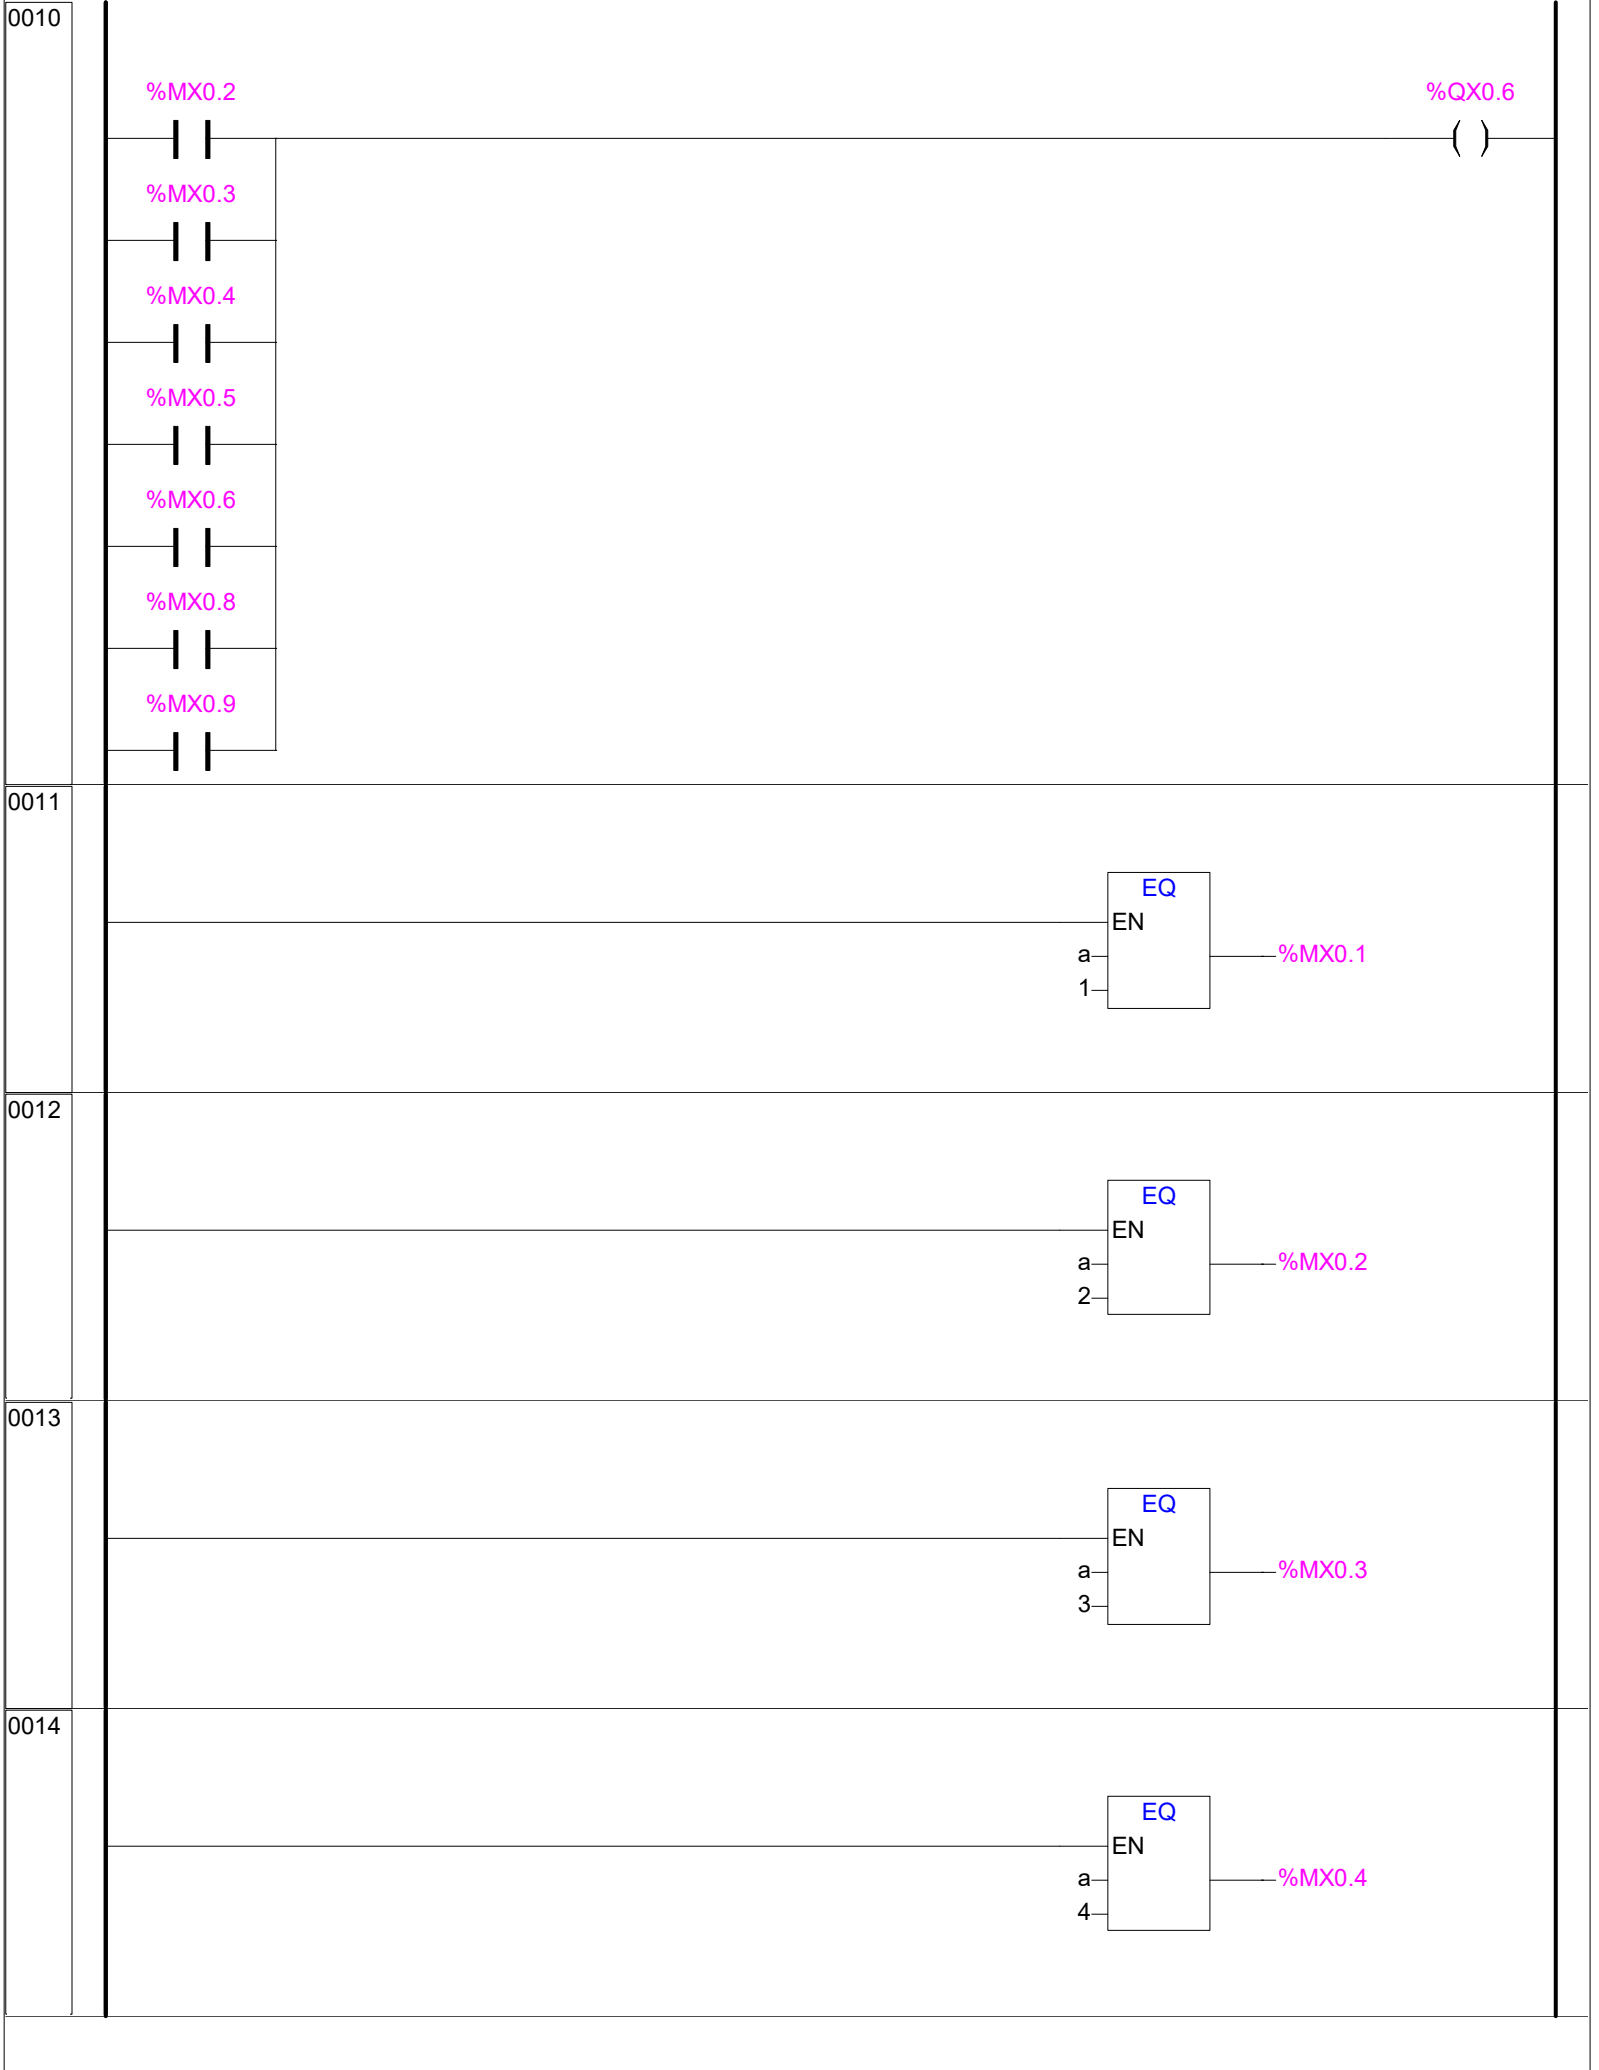 0010
%MX0.2 %QX0.6
( )
%MX0.3
%MX0.4
%MX0.5
%MX0.6
%MX0.8
%MX0.9
0011
EQ
EN
a %MX0.1
1
0012
EQ
EN
a %MX0.2
2
0013
EQ
EN
a %MX0.3
3
0014
EQ
EN
a %MX0.4
4